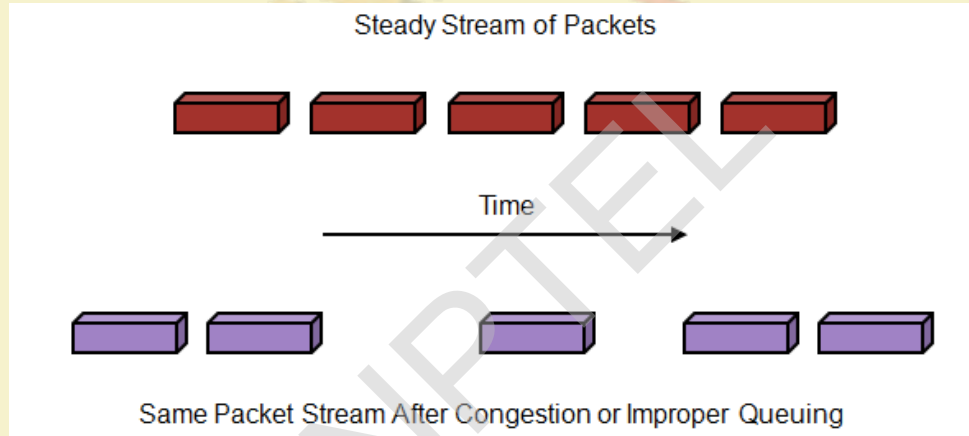 Steady Stream of Packets
Time
Same Packet Stream After Congestion or Improper Queuing
NPTEL